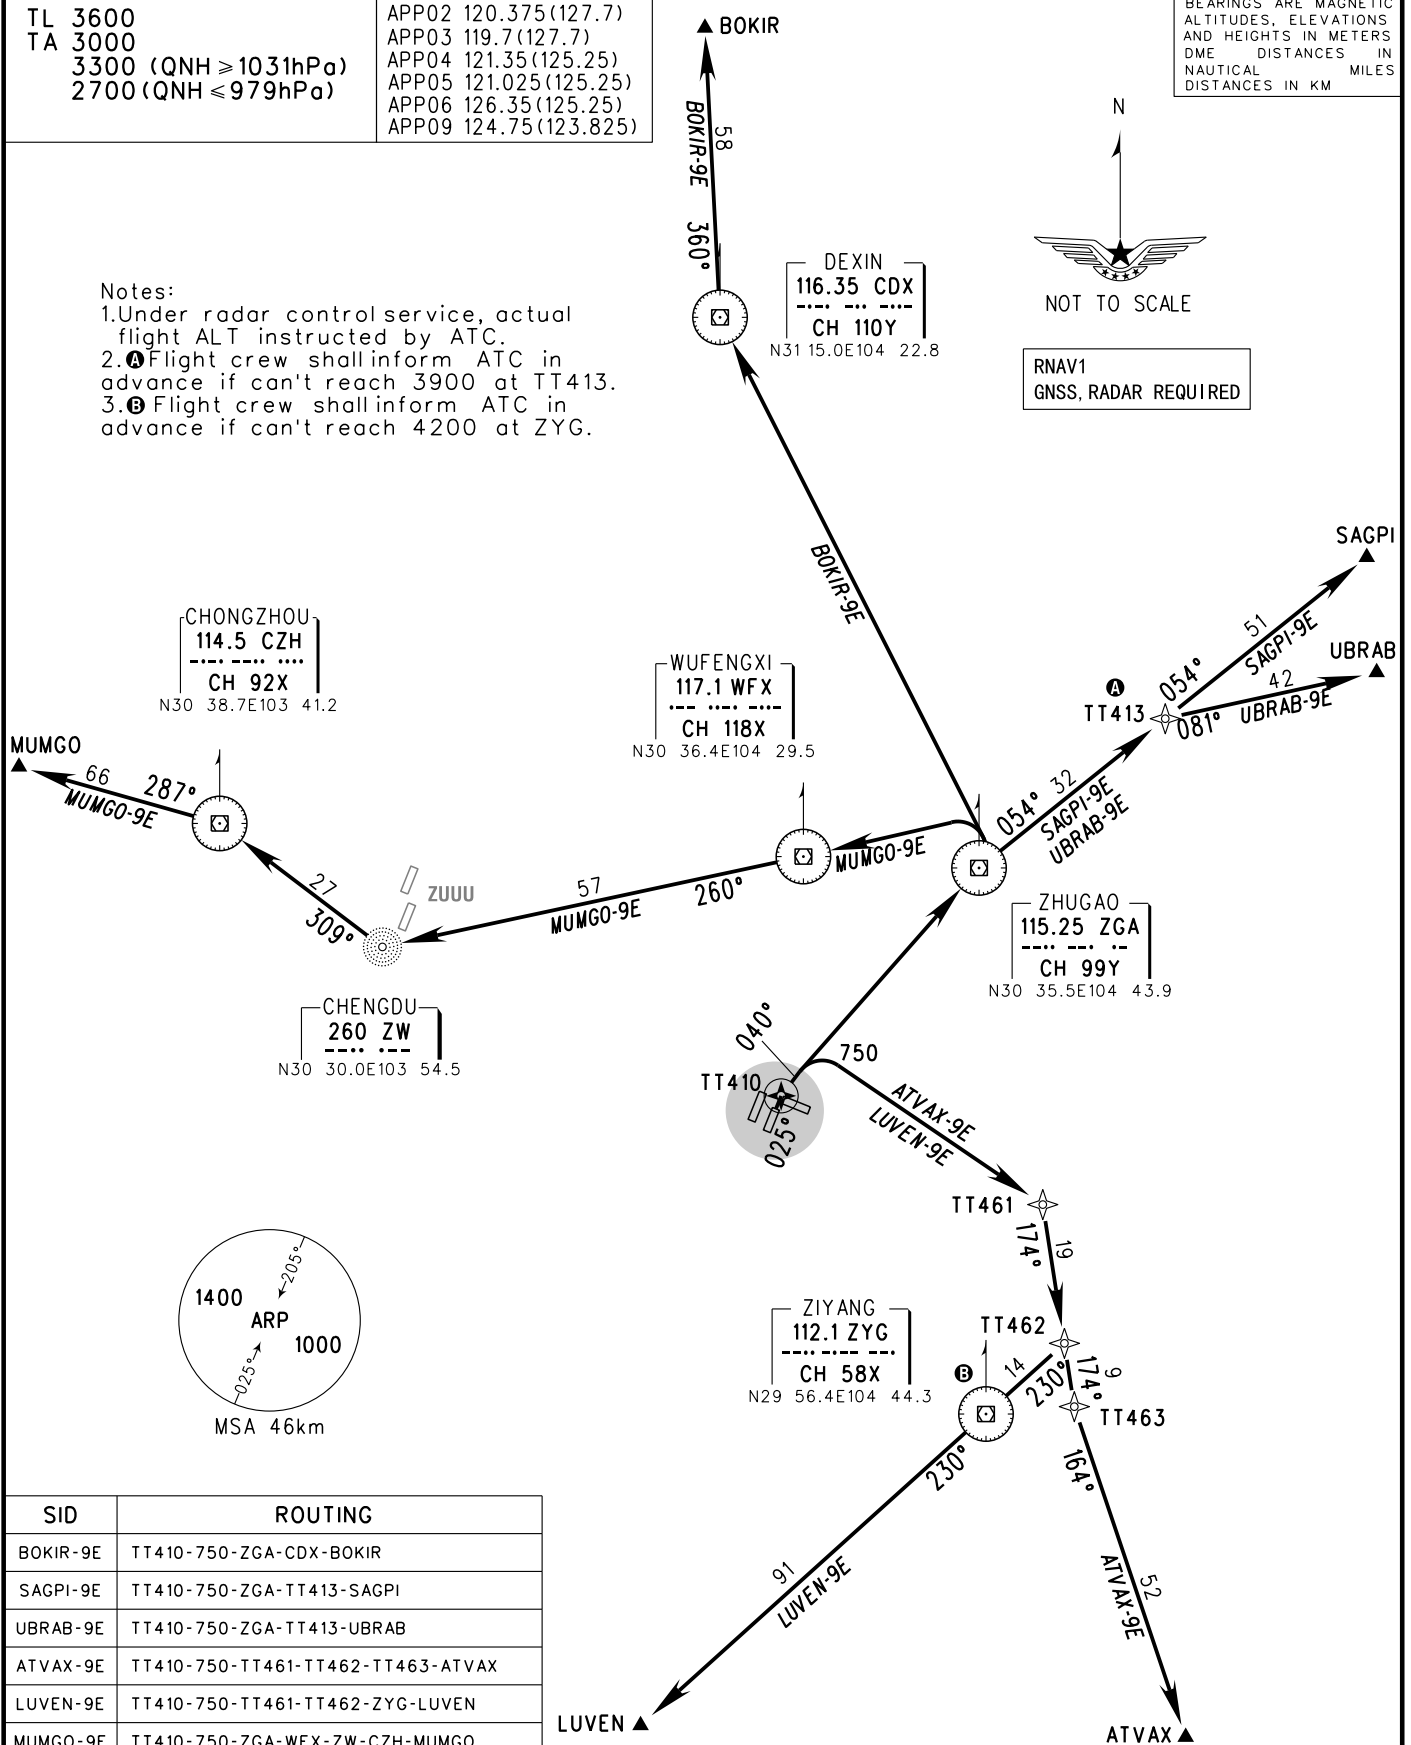 TL 3600
TA 3000
3300 (QNH ≥1031hPa)
2700(QNH ≤979hPa)
APP02 120.375(127.7)
APP03 119.7(127.7)
APP04 121.35(125.25)
APP05 121.025(125.25)
APP06 126.35(125.25)
APP09 124.75(123.825)
BEARINGS ARE MAGNETIC
ALTITUDES, ELEVATIONS
AND HEIGHTS IN METERS
DME DISTANCES IN
NAUTICAL MILES
DISTANCES IN KM
BOKIR
58
BOKIR-9E
360°
N
NOT TO SCALE
RNAV1
GNSS, RADAR REQUIRED
DEXIN
116.35 CDX
CH 110Y
N31 15.0E104 22.8
Notes:
1.Under radar control service, actual
flight ALT instructed by ATC.
2.A Flight crew shall inform ATC in
advance if can't reach 3900 at TT413.
3.B Flight crew shall inform ATC in
advance if can't reach 4200 at ZYG.
BOKIR-9E
SAGPI
51
SAGPI-9E
054°
UBRAB
42
UBRAB-9E
081°
A
TT413
32
054°
SAGPI-9E
UBRAB-9E
CHONGZHOU
114.5 CZH
CH 92X
N30 38.7E103 41.2
WUFENGXI
117.1 WFX
CH 118X
N30 36.4E104 29.5
MUMGO
66
287°
MUMGO-9E
MUMGO-9E
27
309°
ZUUU
57
260°
MUMGO-9E
ZHUGAO
115.25 ZGA
CH 99Y
N30 35.5E104 43.9
CHENGDU
260 ZW
N30 30.0E103 54.5
040°
750
TT410
025°
ATVAX-9E
LUVEN-9E
TT461
174°
19
TT462
ZIYANG
112.1 ZYG
CH 58X
N29 56.4E104 44.3
B
14
230°
174°
9
TT463
230°
164°
91
LUVEN-9E
52
ATVAX-9E
LUVEN
ATVAX
1400
205°
ARP
1000
025°
MSA 46km
SID ROUTING
BOKIR-9E TT410-750-ZGA-CDX-BOKIR
SAGPI-9E TT410-750-ZGA-TT413-SAGPI
UBRAB-9E TT410-750-ZGA-TT413-UBRAB
ATVAX-9E TT410-750-TT461-TT462-TT463-ATVAX
LUVEN-9E TT410-750-TT461-TT462-ZYG-LUVEN
MUMGO-9E TT410-750-ZGA-WFX-ZW-CZH-MUMGO